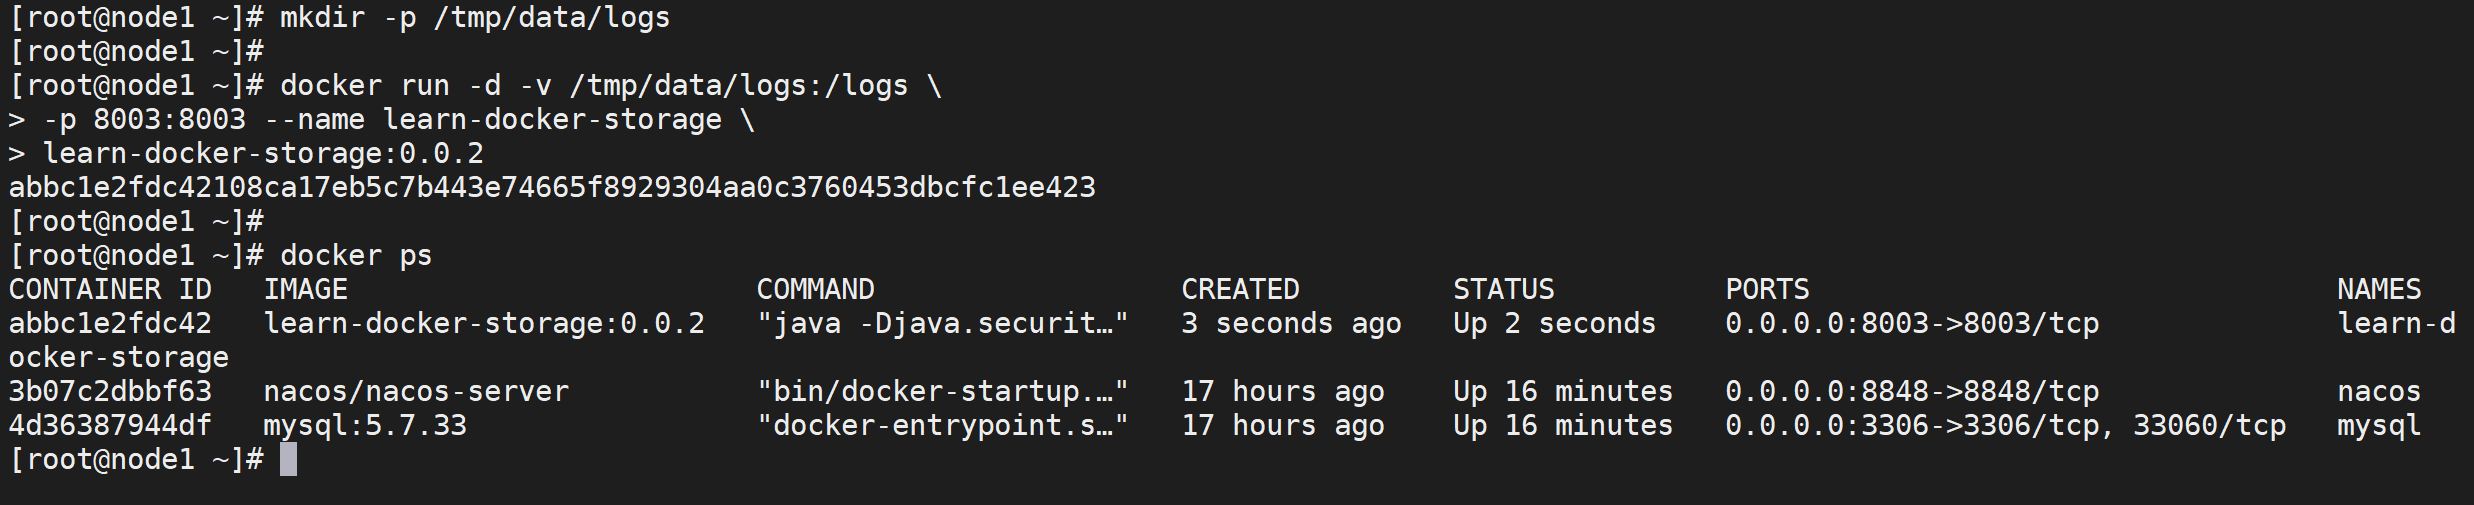 [root@node1 ~]# mkdir -p /tmp/data/logs
[root@node1 ~]#
[root@node1 ~]# docker run -d -v /tmp/data/logs:/logs \
> -p 8003:8003 --name learn-docker-storage \
> learn-docker-storage:0.0.2
abbc1e2fdc42108ca17eb5c7b443e74665f8929304aa0c3760453dbcfc1ee423
[root@node1 ~]#
[root@node1 ~]# docker ps
CONTAINER ID   IMAGE                        COMMAND                  CREATED         STATUS          PORTS                               NAMES
abbc1e2fdc42   learn-docker-storage:0.0.2   "java -Djava.securit…"   3 seconds ago   Up 2 seconds    0.0.0.0:8003->8003/tcp              learn-d
ocker-storage
3b07c2dbbf63   nacos/nacos-server           "bin/docker-startup.…"   17 hours ago    Up 16 minutes   0.0.0.0:8848->8848/tcp              nacos
4d36387944df   mysql:5.7.33                 "docker-entrypoint.s…"   17 hours ago    Up 16 minutes   0.0.0.0:3306->3306/tcp, 33060/tcp   mysql
[root@node1 ~]#